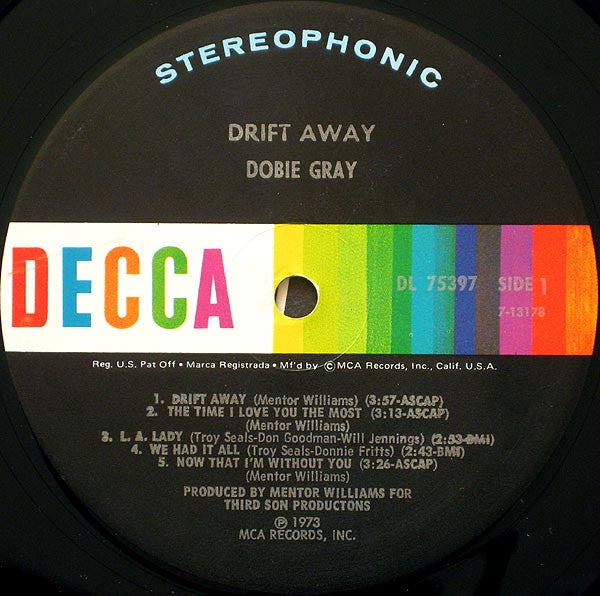 STEREOPHONIC
DRIFT AWAY
DOBIE GRAY
DECCA
DL 75397 SIDE 1
7-13178
Reg. U.S. Pat Off • Marca Registrada • Mf'd by Ⓒ MCA Records, Inc., Calif. U.S.A.
1. DRIFT AWAY (Mentor Williams) (3:57-ASCAP)
2. THE TIME I LOVE YOU THE MOST (3:13-ASCAP)
(Mentor Williams)
3. L. A. LADY (Troy Seals-Don Goodman-Will Jennings) (2:53-BMI)
4. WE HAD IT ALL (Troy Seals-Donnie Fritts) (2:43-BMI)
5. NOW THAT I'M WITHOUT YOU (3:26-ASCAP)
(Mentor Williams)
PRODUCED BY MENTOR WILLIAMS FOR
THIRD SON PRODUCTONS
℗ 1973
MCA RECORDS, INC.